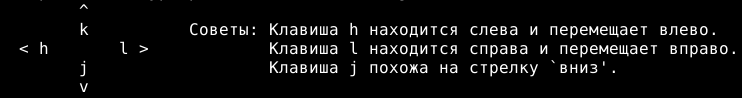 ^
k Советы: Клавиша h находится слева и перемещает влево.
< h l > Клавиша l находится справа и перемещает вправо.
j Клавиша j похожа на стрелку `вниз'.
v